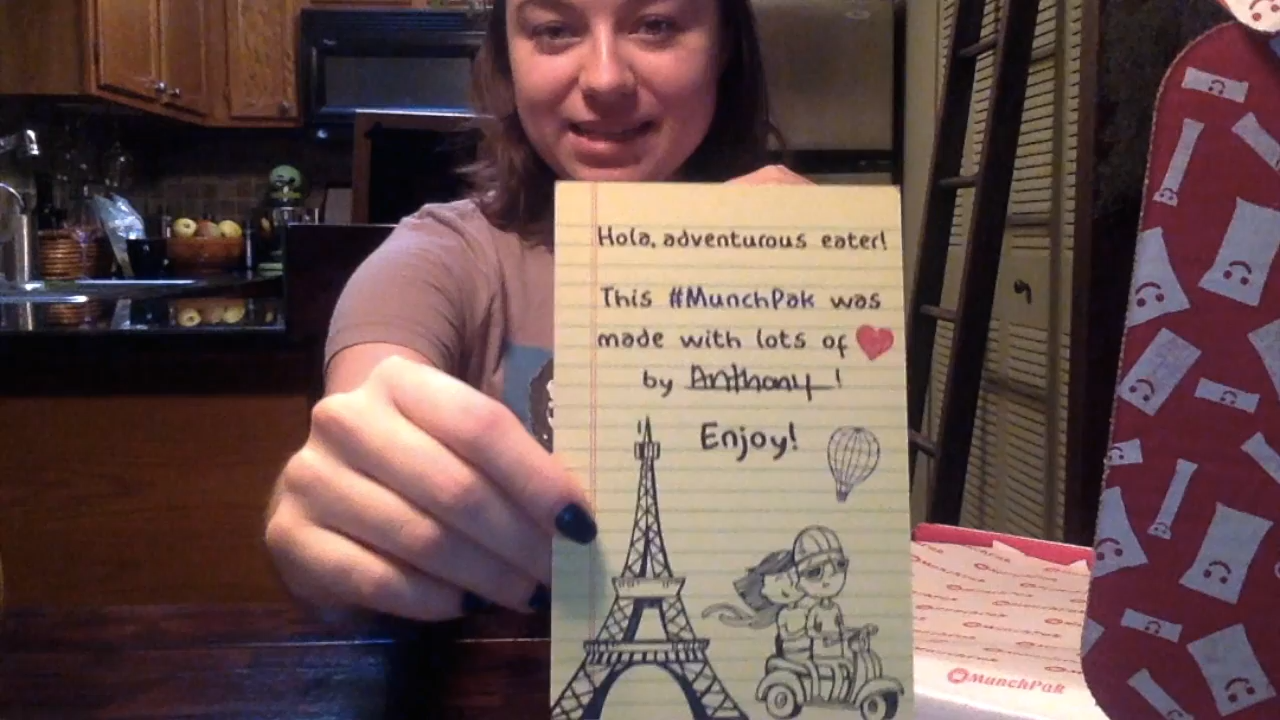 Hola, adventurous eater!
This #MunchPak was
made with lots of
by Anthony!
Enjoy!
MunchPak